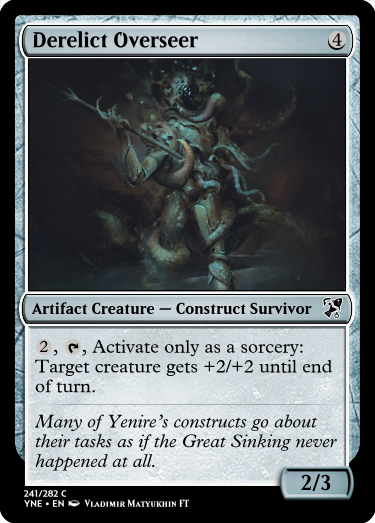 Derelict Overseer 4
Artifact Creature — Construct Survivor
2, , Activate only as a sorcery:
Target creature gets +2/+2 until end
of turn.
Many of Yenire's constructs go about
their tasks as if the Great Sinking never
happened at all.
2/3
241/282 C
YNE • EN Vladimir Matyukhin FT